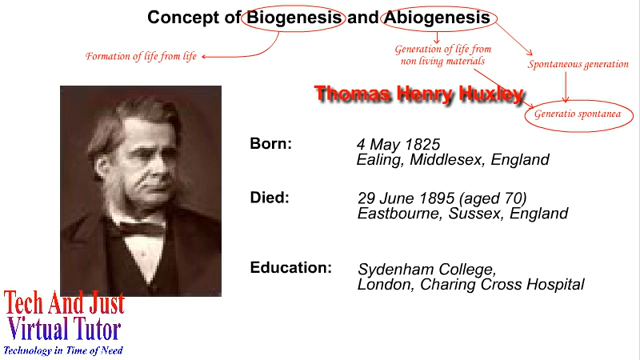 Concept of Biogenesis and Abiogenesis
Formation of life from life
Generation of life from
non living materials
Spontaneous generation
Thomas Henry Huxley
Generatio spontanea
Born:
4 May 1825
Ealing, Middlesex, England
Died:
29 June 1895 (aged 70)
Eastbourne, Sussex, England
Education:
Sydenham College,
London, Charing Cross Hospital
Tech And Just
Virtual Tutor
Technology in Time of Need